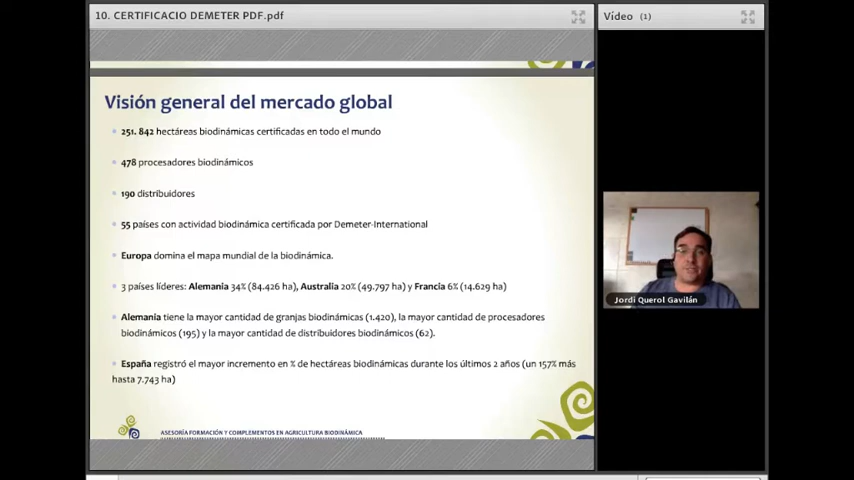 10. CERTIFICACIO DEMETER PDF.pdf
Vídeo (1)
Visión general del mercado global
251. 842 hectáreas biodinámicas certificadas en todo el mundo
478 procesadores biodinámicos
190 distribuidores
55 países con actividad biodinámica certificada por Demeter-International
Europa domina el mapa mundial de la biodinámica.
3 países líderes: Alemania 34% (84.426 ha), Australia 20% (49.797 ha) y Francia 6% (14.629 ha)
Alemania tiene la mayor cantidad de granjas biodinámicas (1.420), la mayor cantidad de procesadores
biodinámicos (195) y la mayor cantidad de distribuidores biodinámicos (62).
España registró el mayor incremento en % de hectáreas biodinámicas durante los últimos 2 años (un 157% más
hasta 7.743 ha)
ASESORÍA FORMACIÓN Y COMPLEMENTOS EN AGRICULTURA BIODINÁMICA
Jordi Querol Gavilán